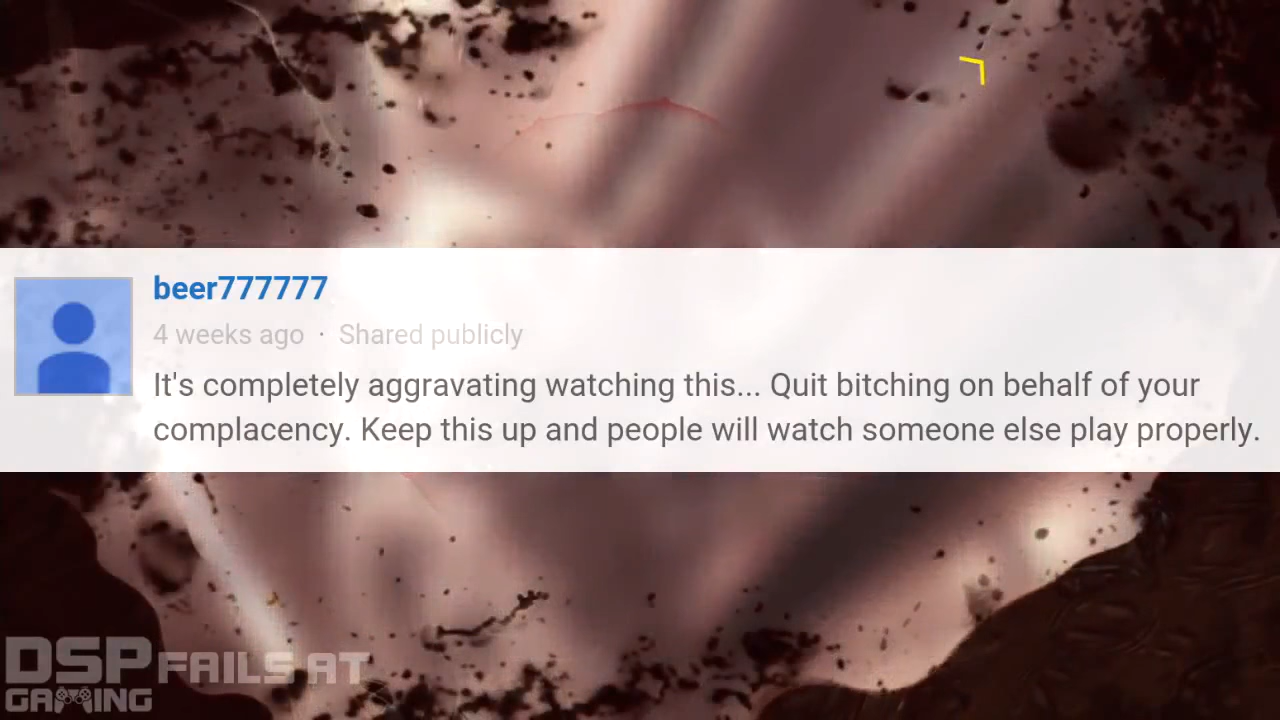 beer777777
4 weeks ago · Shared publicly
It's completely aggravating watching this... Quit bitching on behalf of your
complacency. Keep this up and people will watch someone else play properly.
DSP FAILS AT
GAMING